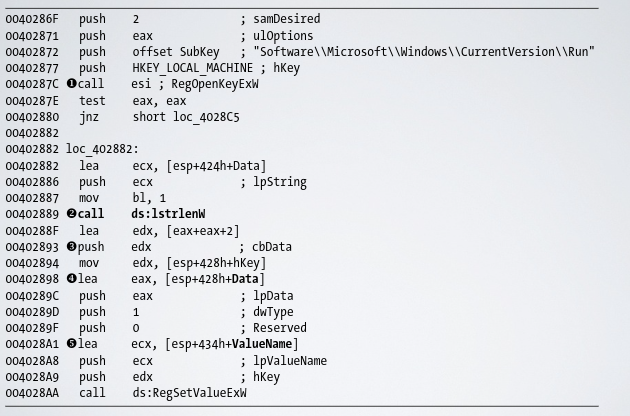 0040286F push 2 ; samDesired
00402871 push eax ; ulOptions
00402872 push offset SubKey ; "Software\\Microsoft\\Windows\\CurrentVersion\\Run"
00402877 push HKEY_LOCAL_MACHINE ; hKey
0040287C ❶call esi ; RegOpenKeyExW
0040287E test eax, eax
00402880 jnz short loc_4028C5
00402882
00402882 loc_402882:
00402882 lea ecx, [esp+424h+Data]
00402886 push ecx ; lpString
00402887 mov bl, 1
00402889 ❷call ds:lstrlenW
0040288F lea edx, [eax+eax+2]
00402893 ❸push edx ; cbData
00402894 mov edx, [esp+428h+hKey]
00402898 ❹lea eax, [esp+428h+Data]
0040289C push eax ; lpData
0040289D push 1 ; dwType
0040289F push 0 ; Reserved
004028A1 ❺lea ecx, [esp+434h+ValueName]
004028A8 push ecx ; lpValueName
004028A9 push edx ; hKey
004028AA call ds:RegSetValueExW